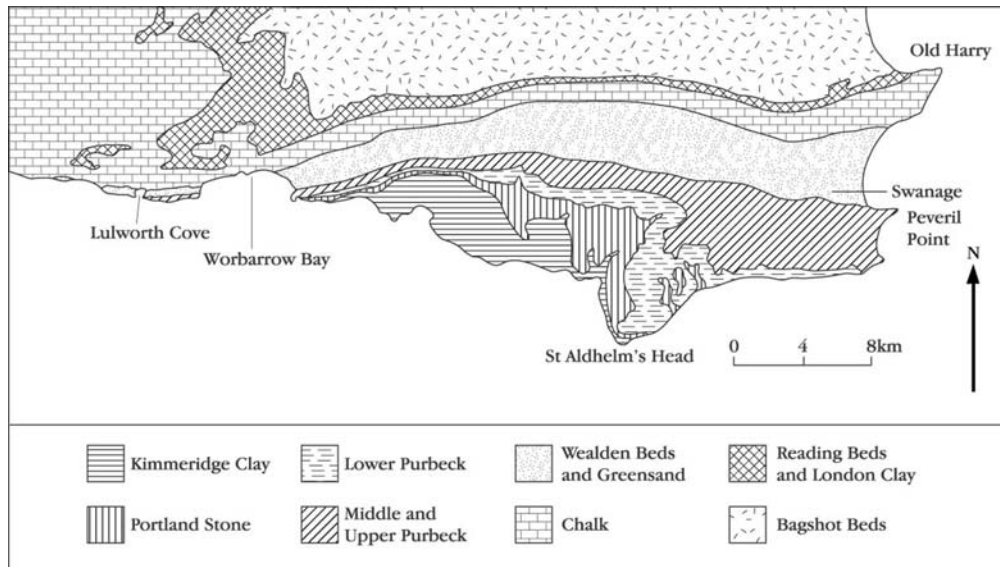 Old Harry
Swanage
Peveril
Point
Lulworth Cove
Worbarrow Bay
N
St Aldhelm's Head
0 4 8km
Kimmeridge Clay
Lower Purbeck
Wealden Beds
and Greensand
Reading Beds
and London Clay
Portland Stone
Middle and
Upper Purbeck
Chalk
Bagshot Beds